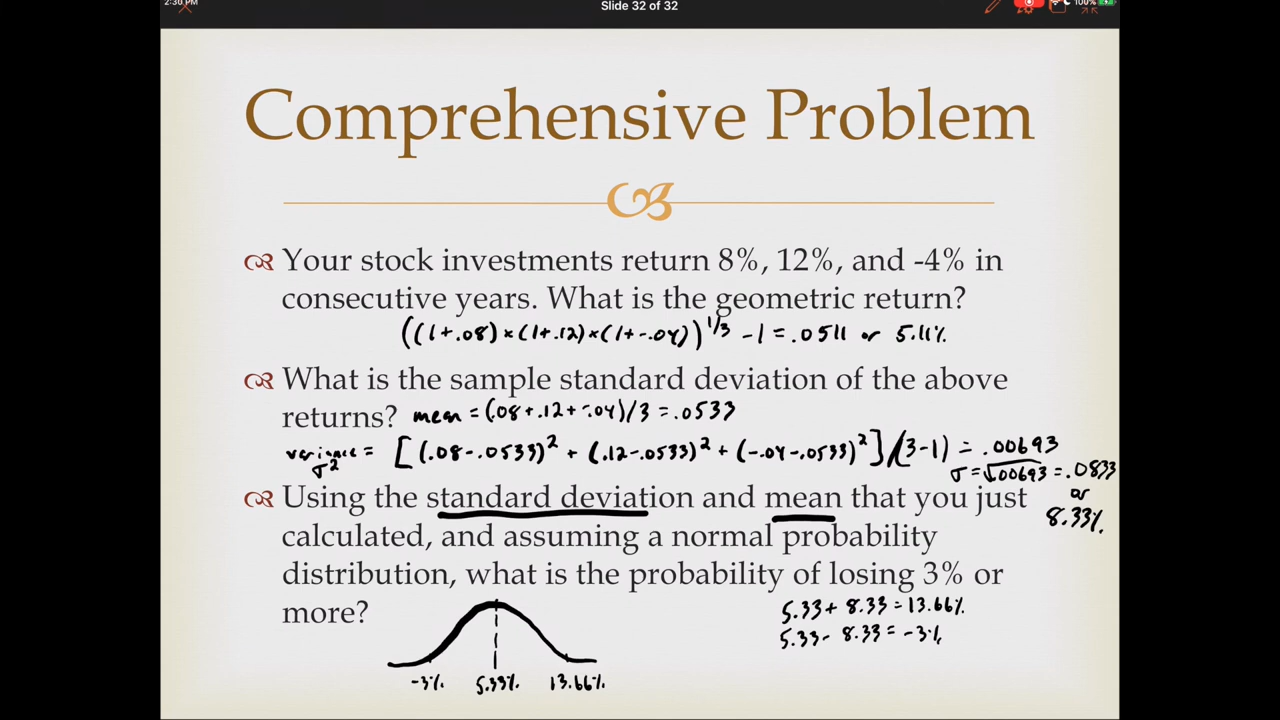 2:30 PM
Slide 32 of 32
100%
Comprehensive Problem
Your stock investments return 8%, 12%, and -4% in
consecutive years. What is the geometric return?
((1+.08)×(1+.12)×(1+-.04))^1/3 -1 = .0511 or 5.11%
What is the sample standard deviation of the above
returns? mean = (.08+.12+-.04)/3 = .0533
variance = [(.08-.0533)² + (.12-.0533)² + (-.04-.0533)²]/(3-1) = .00693
σ²
σ = √.00693 = .0833
or
8.33%
Using the standard deviation and mean that you just
calculated, and assuming a normal probability
distribution, what is the probability of losing 3% or
more?
5.33 + 8.33 = 13.66%
5.33 - 8.33 = -3%
-3% 5.33% 13.66%